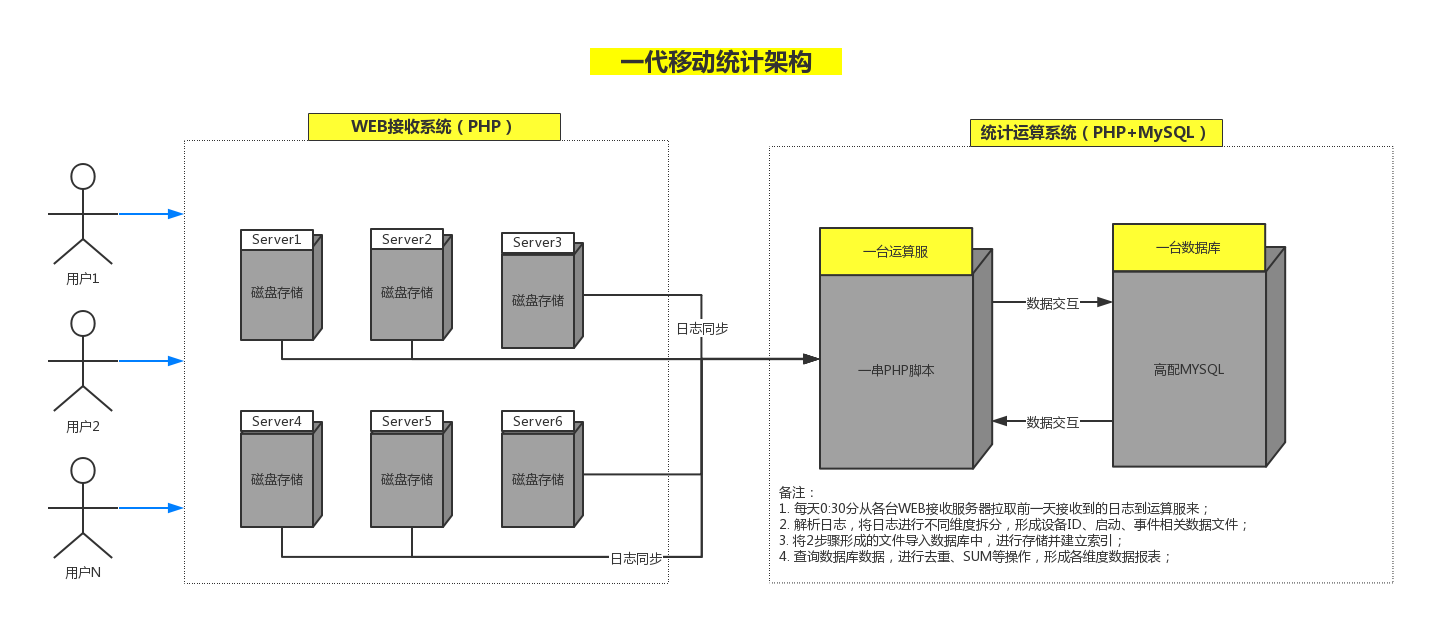 一代移动统计架构
WEB接收系统（PHP）
统计运算系统（PHP+MySQL）
用户1
用户2
用户N
Server1
磁盘存储
Server2
磁盘存储
Server3
磁盘存储
Server4
磁盘存储
Server5
磁盘存储
Server6
磁盘存储
日志同步
日志同步
一台运算服
一串PHP脚本
数据交互
数据交互
一台数据库
高配MYSQL
备注：
1. 每天0:30分从各台WEB接收服务器拉取前一天接收到的日志到运算服来；
2. 解析日志，将日志进行不同维度拆分，形成设备ID、启动、事件相关数据文件；
3. 将2步骤形成的文件导入数据库中，进行存储并建立索引；
4. 查询数据库数据，进行去重、SUM等操作，形成各维度数据报表；